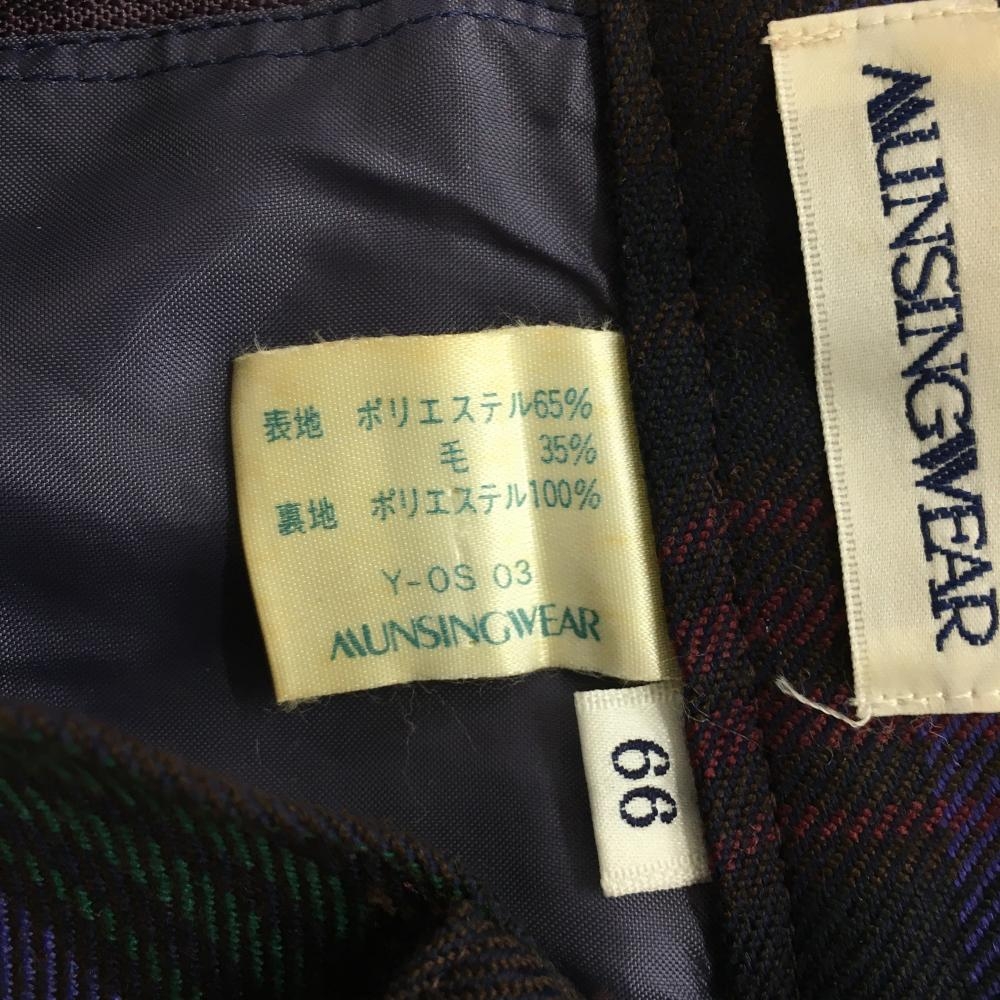 表地 ポリエステル65%
毛 35%
裏地 ポリエステル100%
Y-OS 03
MUNSINGWEAR
66
MUNSINGWEAR